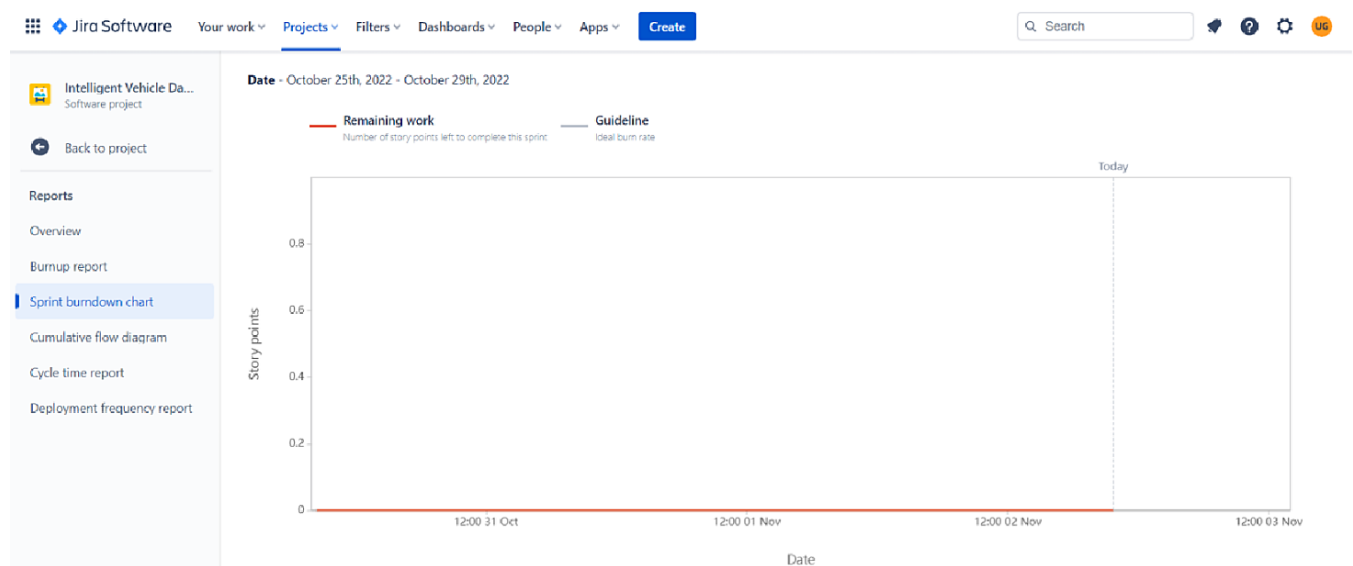 Jira Software Your work Projects Filters Dashboards People Apps Create Search UG
Intelligent Vehicle Da...
Software project
Back to project
Reports
Overview
Burnup report
Sprint burndown chart
Cumulative flow diagram
Cycle time report
Deployment frequency report
Date - October 25th, 2022 - October 29th, 2022
Remaining work
Number of story points left to complete this sprint
Guideline
Ideal burn rate
Today
Story points
0.8
0.6
0.4
0.2
0
12:00 31 Oct 12:00 01 Nov 12:00 02 Nov 12:00 03 Nov
Date